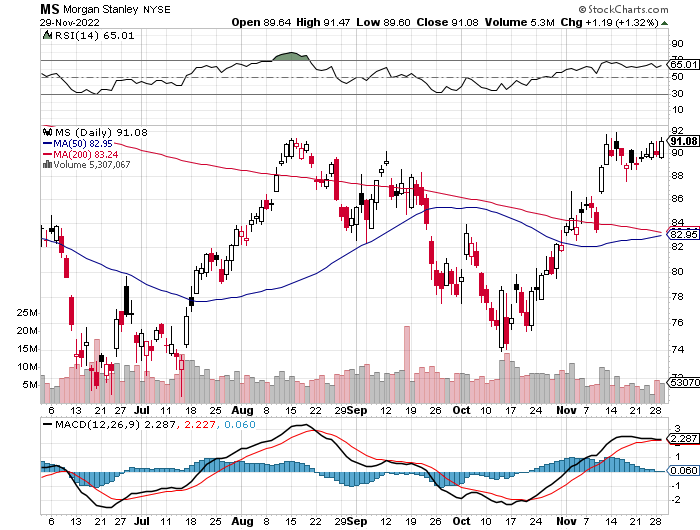 MS Morgan Stanley NYSE © StockCharts.com
29-Nov-2022 Open 89.64 High 91.47 Low 89.60 Close 91.08 Volume 5.3M Chg +1.19 (+1.32%)
RSI(14) 65.01
90
70
65.01
50
30
10
MS (Daily) 91.08
MA(50) 82.95
MA(200) 83.24
Volume 5,307,067
92
91.08
90
88
86
84
82.95
82
80
78
76
74
72
25M
20M
15M
10M
5M
53070
6 13 21 27 Jul 11 18 25 Aug 8 15 22 29 Sep 12 19 26 Oct 10 17 24 Nov 7 14 21 28
MACD(12,26,9) 2.287, 2.227, 0.060
3
2.287
1
0.060
-1
-2
6 13 21 27 Jul 11 18 25 Aug 8 15 22 29 Sep 12 19 26 Oct 10 17 24 Nov 7 14 21 28